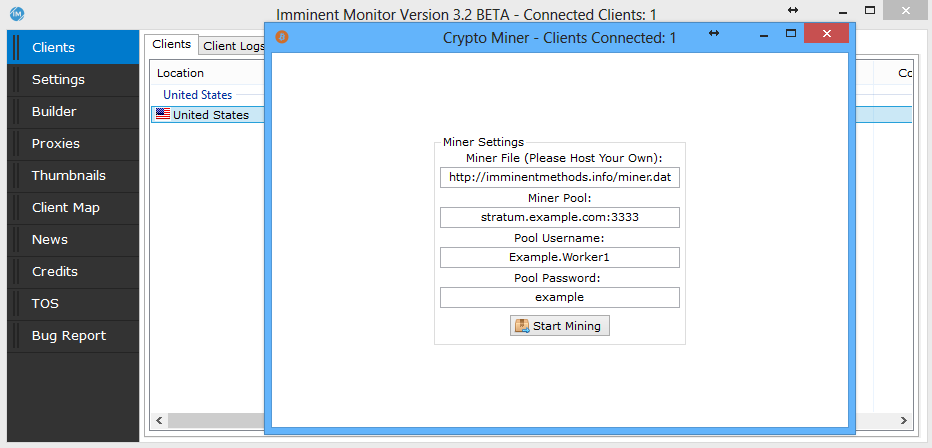 Imminent Monitor Version 3.2 BETA - Connected Clients: 1
Clients
Settings
Builder
Proxies
Thumbnails
Client Map
News
Credits
TOS
Bug Report
Clients
Client Logs
Location
Co
United States
United States
Crypto Miner - Clients Connected: 1
Miner Settings
Miner File (Please Host Your Own):
http://imminentmethods.info/miner.dat
Miner Pool:
stratum.example.com:3333
Pool Username:
Example.Worker1
Pool Password:
example
Start Mining